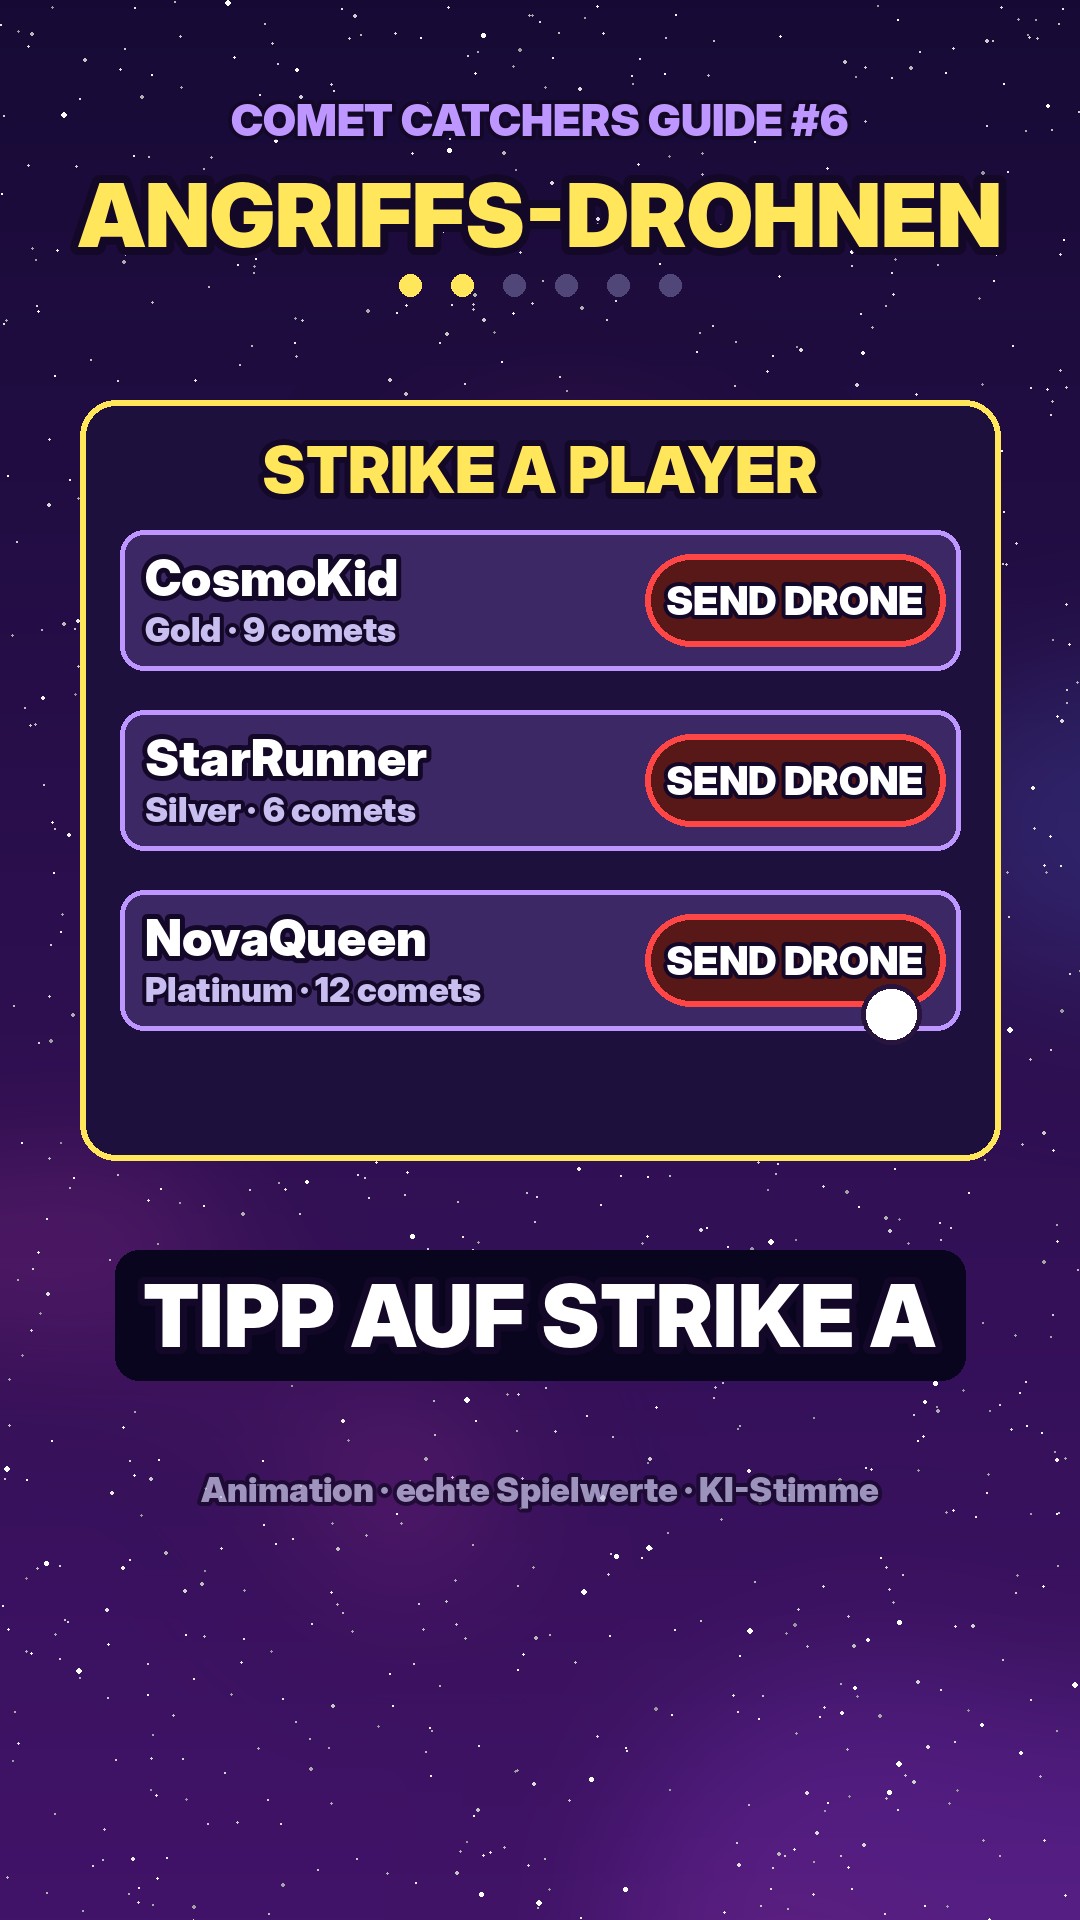 COMET CATCHERS GUIDE #6
ANGRIFFS-DROHNEN
STRIKE A PLAYER
CosmoKid
SEND DRONE
Gold · 9 comets
StarRunner
SEND DRONE
Silver · 6 comets
NovaQueen
SEND DRONE
Platinum · 12 comets
TIPP AUF STRIKE A
Animation · echte Spielwerte · KI-Stimme